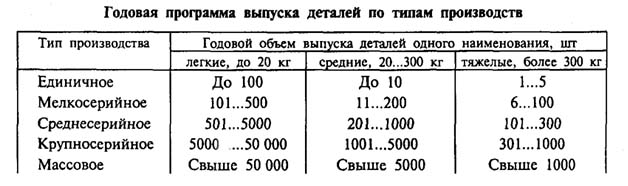 Годовая программа выпуска деталей по типам производств
Тип производства Годовой объем выпуска деталей одного наименования, шт
легкие, до 20 кг средние, 20...300 кг тяжелые, более 300 кг
Единичное До 100 До 10 1...5
Мелкосерийное 101...500 11...200 6...100
Среднесерийное 501...5000 201...1000 101...300
Крупносерийное 5000 ...50 000 1001...5000 301...1000
Массовое Свыше 50 000 Свыше 5000 Свыше 1000